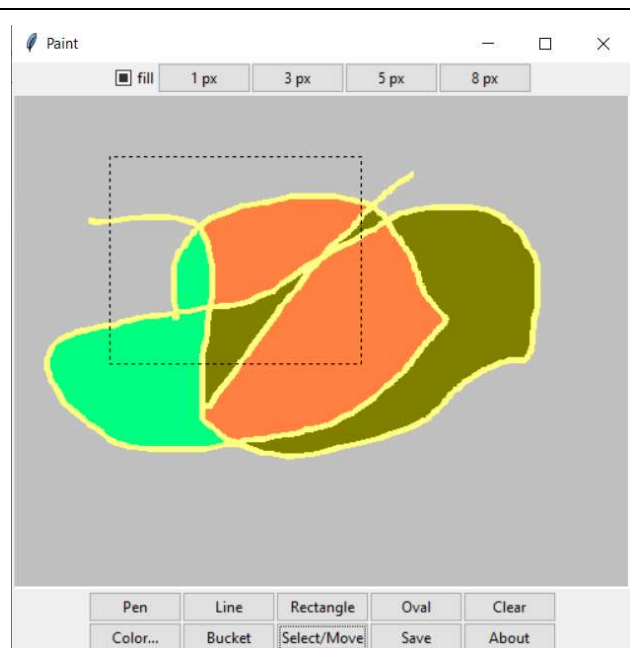 Paint
fill 1 px 3 px 5 px 8 px
Pen Line Rectangle Oval Clear
Color... Bucket Select/Move Save About